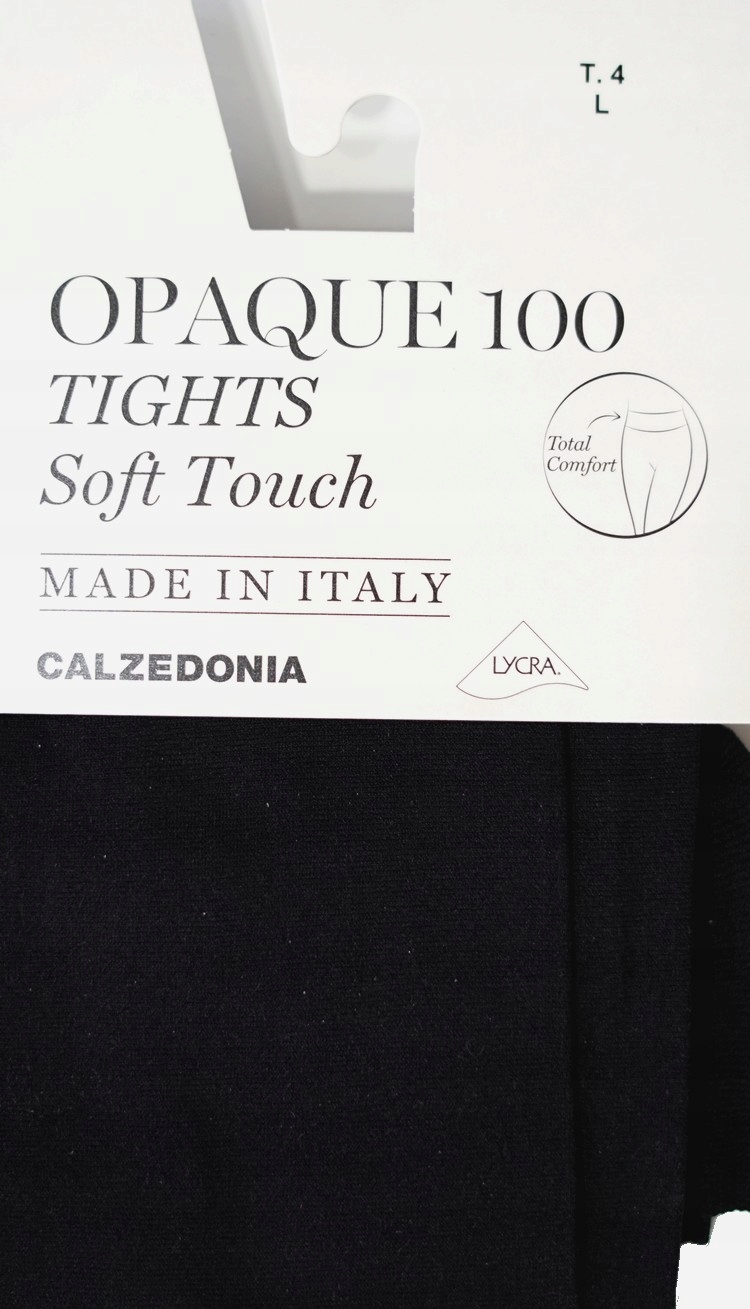 T. 4
L
OPAQUE 100
TIGHTS
Soft Touch
Total
Comfort
MADE IN ITALY
CALZEDONIA
LYCRA®